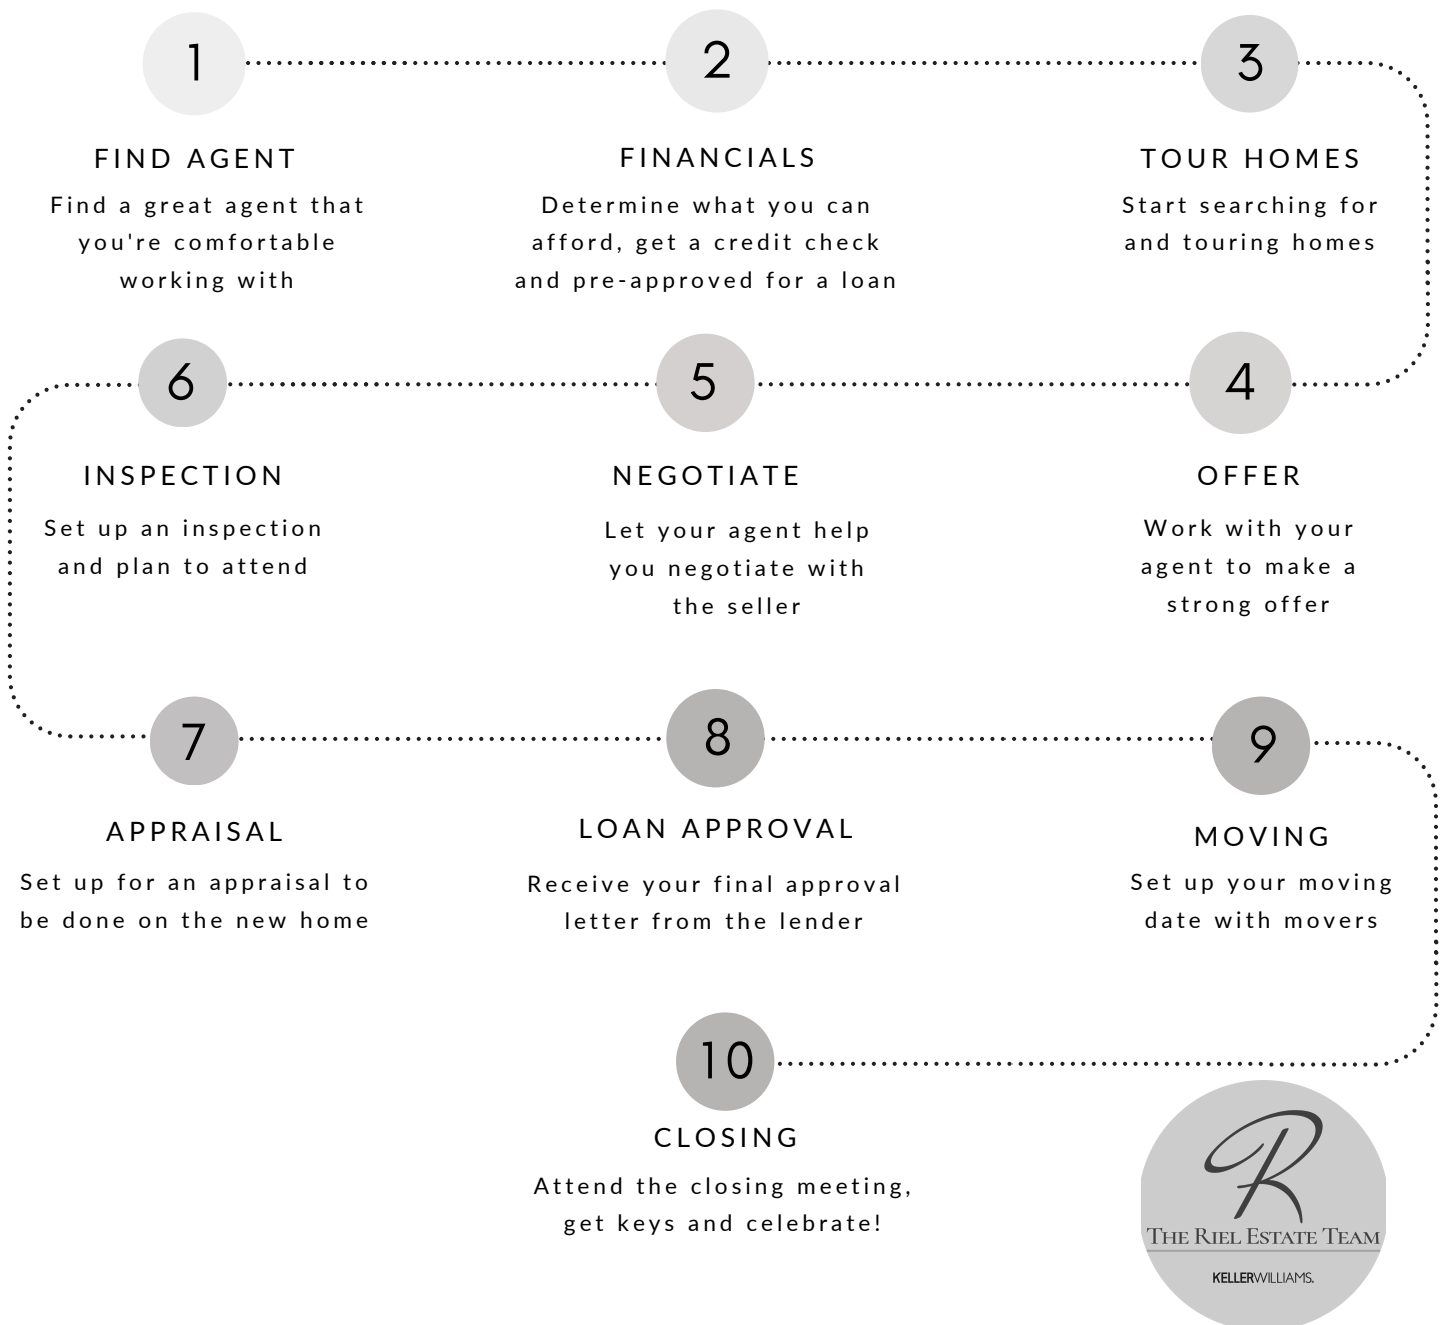 1
FIND AGENT
Find a great agent that
you're comfortable
working with
2
FINANCIALS
Determine what you can
afford, get a credit check
and pre-approved for a loan
3
TOUR HOMES
Start searching for
and touring homes
4
OFFER
Work with your
agent to make a
strong offer
5
NEGOTIATE
Let your agent help
you negotiate with
the seller
6
INSPECTION
Set up an inspection
and plan to attend
7
APPRAISAL
Set up for an appraisal to
be done on the new home
8
LOAN APPROVAL
Receive your final approval
letter from the lender
9
MOVING
Set up your moving
date with movers
10
CLOSING
Attend the closing meeting,
get keys and celebrate!
R
THE RIEL ESTATE TEAM
KELLERWILLIAMS.